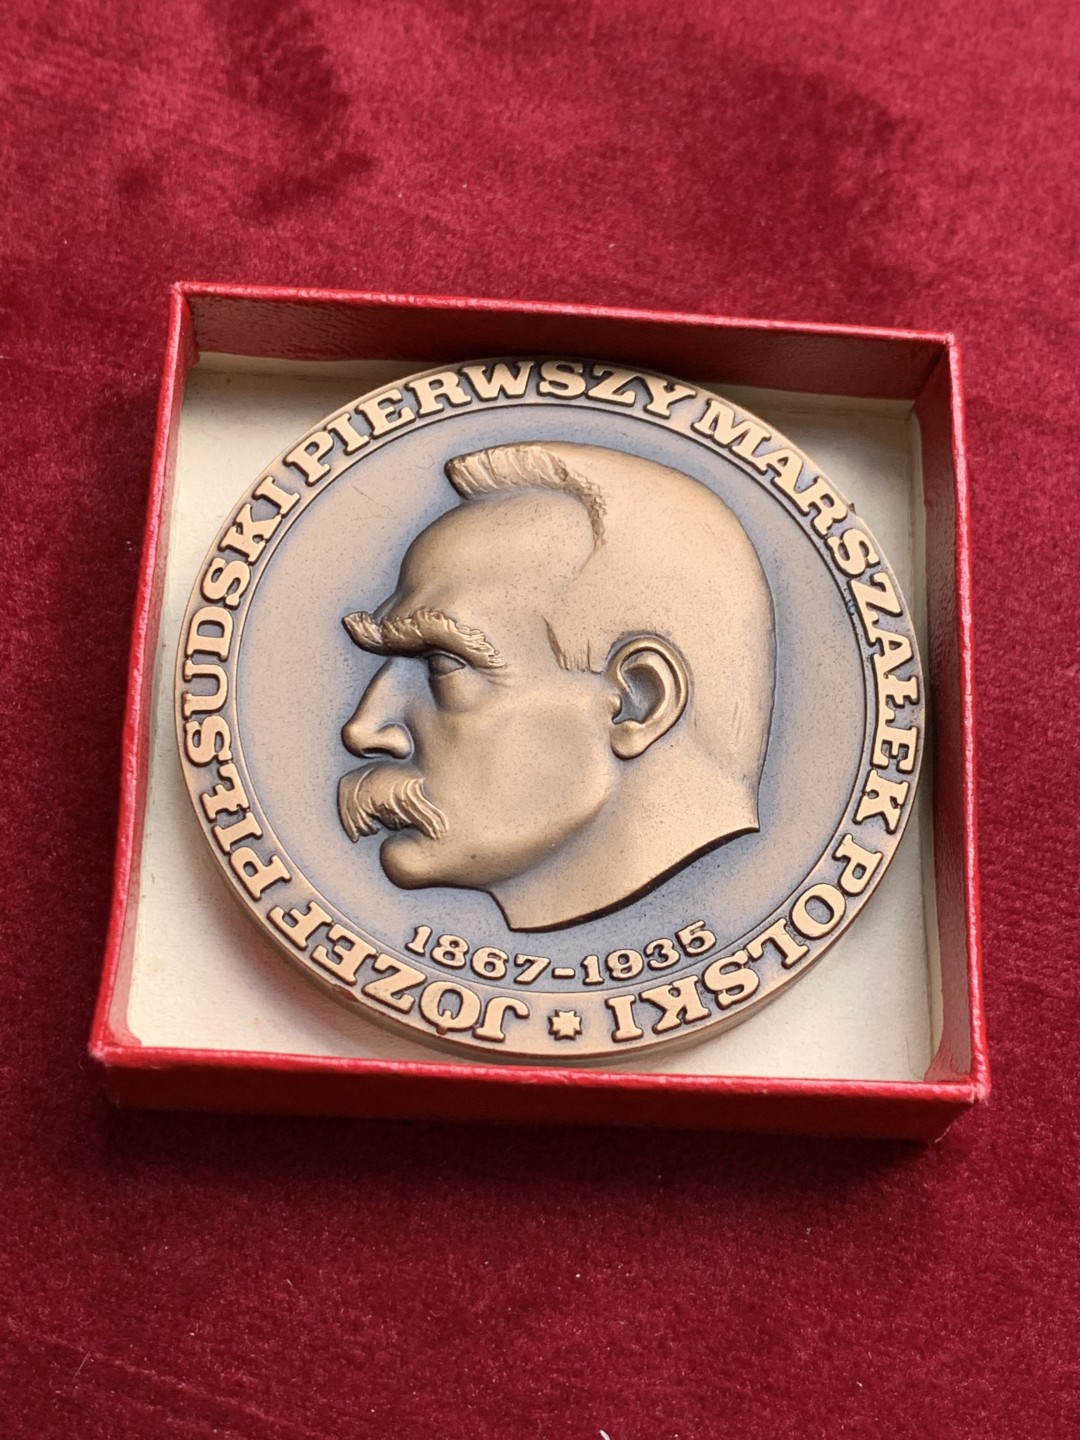 JÓZEF PIŁSUDSKI PIERWSZY MARSZAŁEK POLSKI
1867-1935